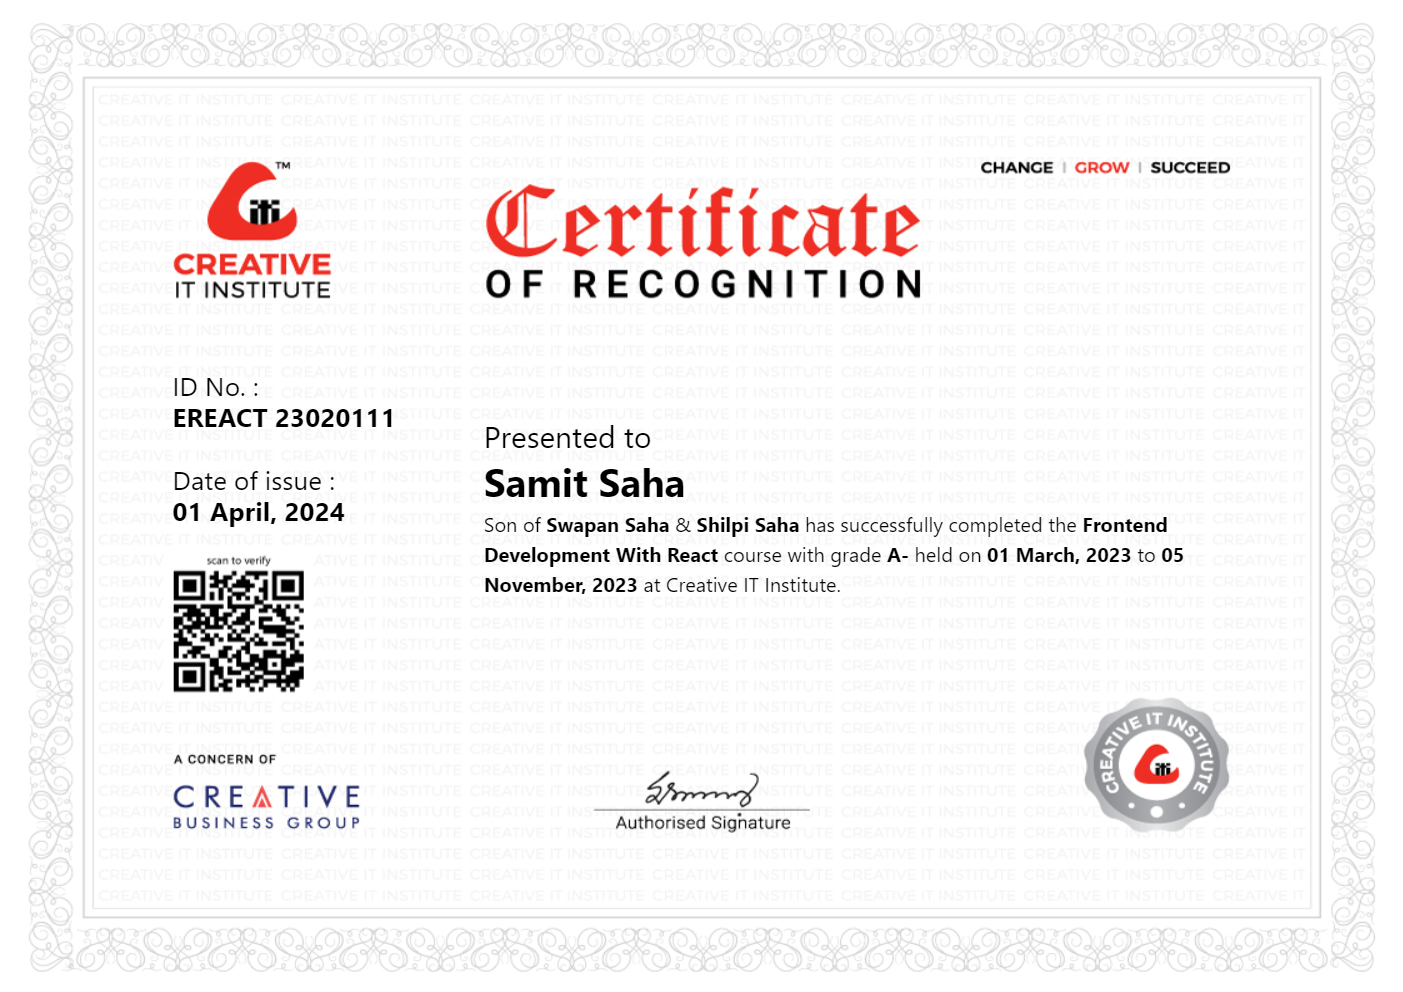 CHANGE | GROW | SUCCEED
TM
CREATIVE
IT INSTITUTE
Certificate
OF RECOGNITION
ID No. :
EREACT 23020111
Date of issue :
01 April, 2024
scan to verify
Presented to
Samit Saha
Son of Swapan Saha & Shilpi Saha has successfully completed the Frontend
Development With React course with grade A- held on 01 March, 2023 to 05
November, 2023 at Creative IT Institute.
A CONCERN OF
CREATIVE
BUSINESS GROUP
Authorised Signature
CREATIVE IT INSTITUTE